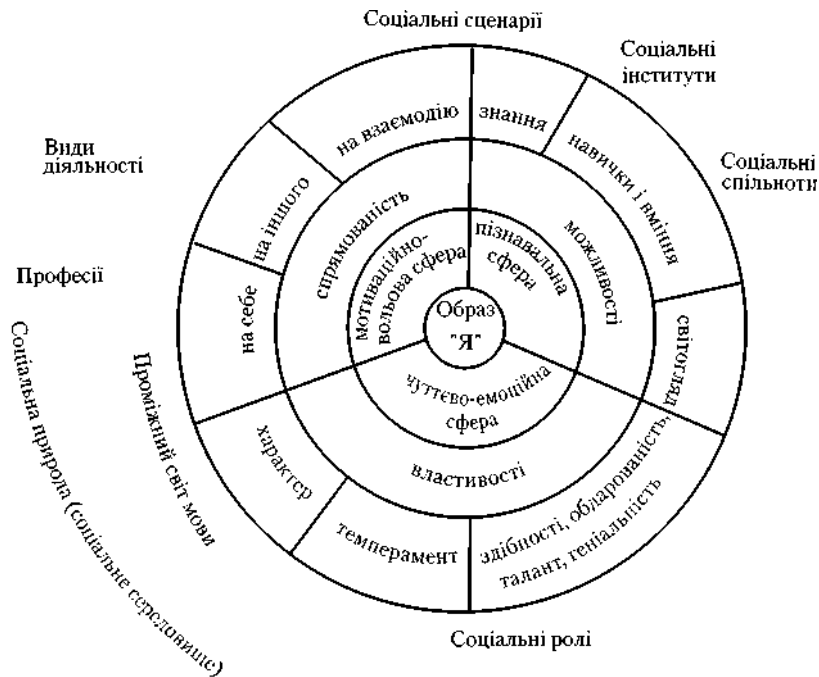 Соціальні сценарії
Соціальні
інститути
Соціальні
спільноти
Види
діяльності
Професії
Соціальна природа (соціальне середовище)
Проміжний світ мови
на взаємодію
знання
навички і вміння
світогляд
здібності, обдарованість,
талант, геніальність
темперамент
характер
на себе
на іншого
спрямованість
можливості
властивості
мотиваційно-
вольова сфера
пізнавальна
сфера
чуттєво-емоційна
сфера
Образ
"Я"
Соціальні ролі